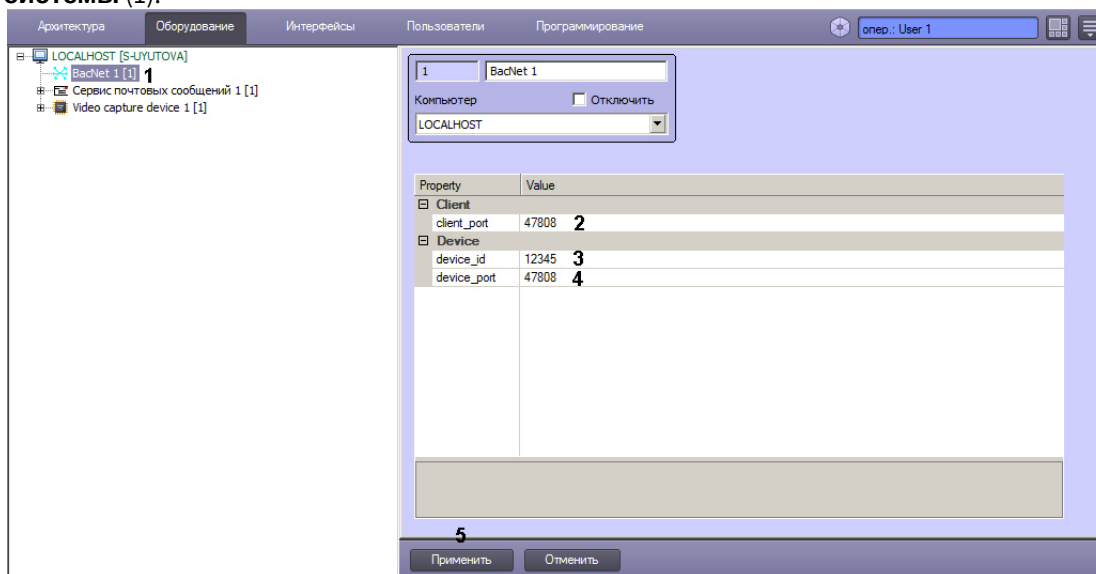 системы (1).
Архитектура Оборудование Интерфейсы Пользователи Программирование опер.: User 1
LOCALHOST [S-UYUTOVA]
BacNet 1 [1] 1
Сервис почтовых сообщений 1 [1]
Video capture device 1 [1]
1 BacNet 1
Компьютер Отключить
LOCALHOST
Property Value
Client
client_port 47808 2
Device
device_id 12345 3
device_port 47808 4
5
Применить Отменить